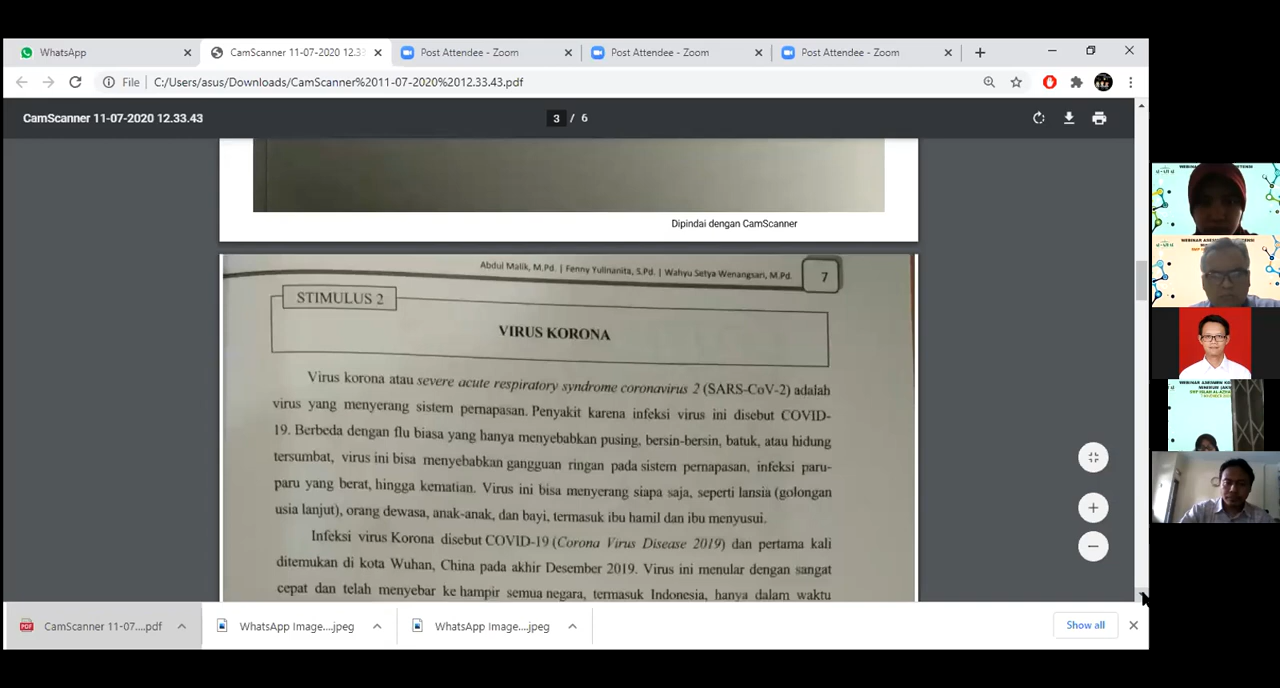 WhatsApp
CamScanner 11-07-2020 12.33
Post Attendee - Zoom
Post Attendee - Zoom
Post Attendee - Zoom
File
C:/Users/asus/Downloads/CamScanner%2011-07-2020%2012.33.43.pdf
CamScanner 11-07-2020 12.33.43
3 / 6
Dipindai dengan CamScanner
Abdul Malik, M.Pd. | Fenny Yulinanita, S.Pd. | Wahyu Setya Wenangsari, M.Pd.
7
STIMULUS 2
VIRUS KORONA
Virus korona atau severe acute respiratory syndrome coronavirus 2 (SARS-CoV-2) adalah
virus yang menyerang sistem pernapasan. Penyakit karena infeksi virus ini disebut COVID-
19. Berbeda dengan flu biasa yang hanya menyebabkan pusing, bersin-bersin, batuk, atau hidung
tersumbat, virus ini bisa menyebabkan gangguan ringan pada sistem pernapasan, infeksi paru-
paru yang berat, hingga kematian. Virus ini bisa menyerang siapa saja, seperti lansia (golongan
usia lanjut), orang dewasa, anak-anak, dan bayi, termasuk ibu hamil dan ibu menyusui.
Infeksi virus Korona disebut COVID-19 (Corona Virus Disease 2019) dan pertama kali
ditemukan di kota Wuhan, China pada akhir Desember 2019. Virus ini menular dengan sangat
cepat dan telah menyebar ke hampir semua negara, termasuk Indonesia, hanya dalam waktu
CamScanner 11-07....pdf
WhatsApp Image....jpeg
WhatsApp Image....jpeg
Show all